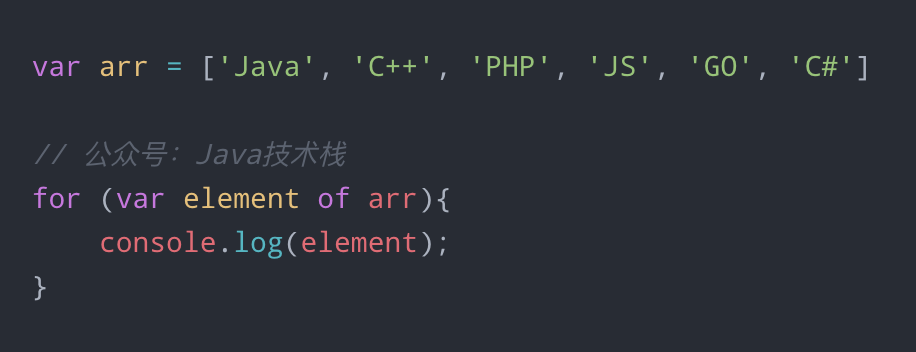 var arr = ['Java', 'C++', 'PHP', 'JS', 'GO', 'C#']
// 公众号：Java技术栈
for (var element of arr){
    console.log(element);
}